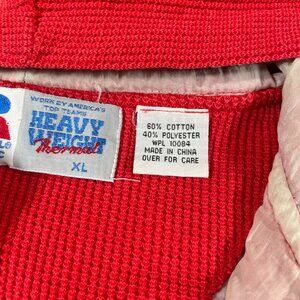 WORN BY AMERICA'S
TOP TEAMS
HEAVY
WEIGHT
Thermals
XL
60% COTTON
40% POLYESTER
WPL 10084
MADE IN CHINA
OVER FOR CARE